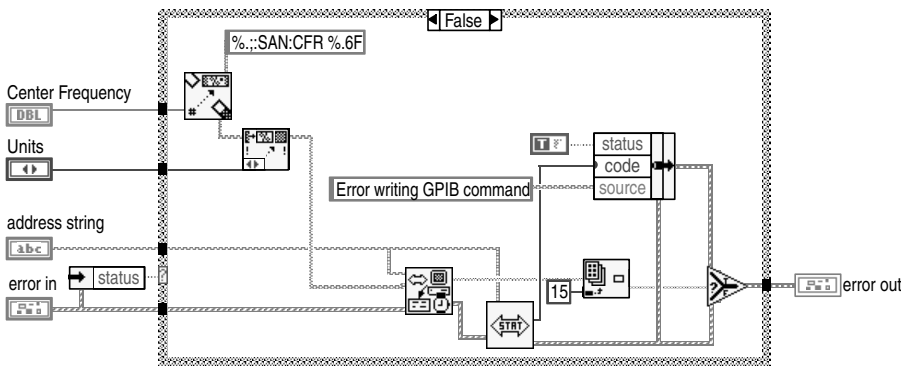 False
%.;:SAN:CFR %.6F
Center Frequency
DBL
Units
status
code
source
Error writing GPIB command
address string
abc
error in
status
?
15
STAT
error out
T
F
?
F
#
%
! !